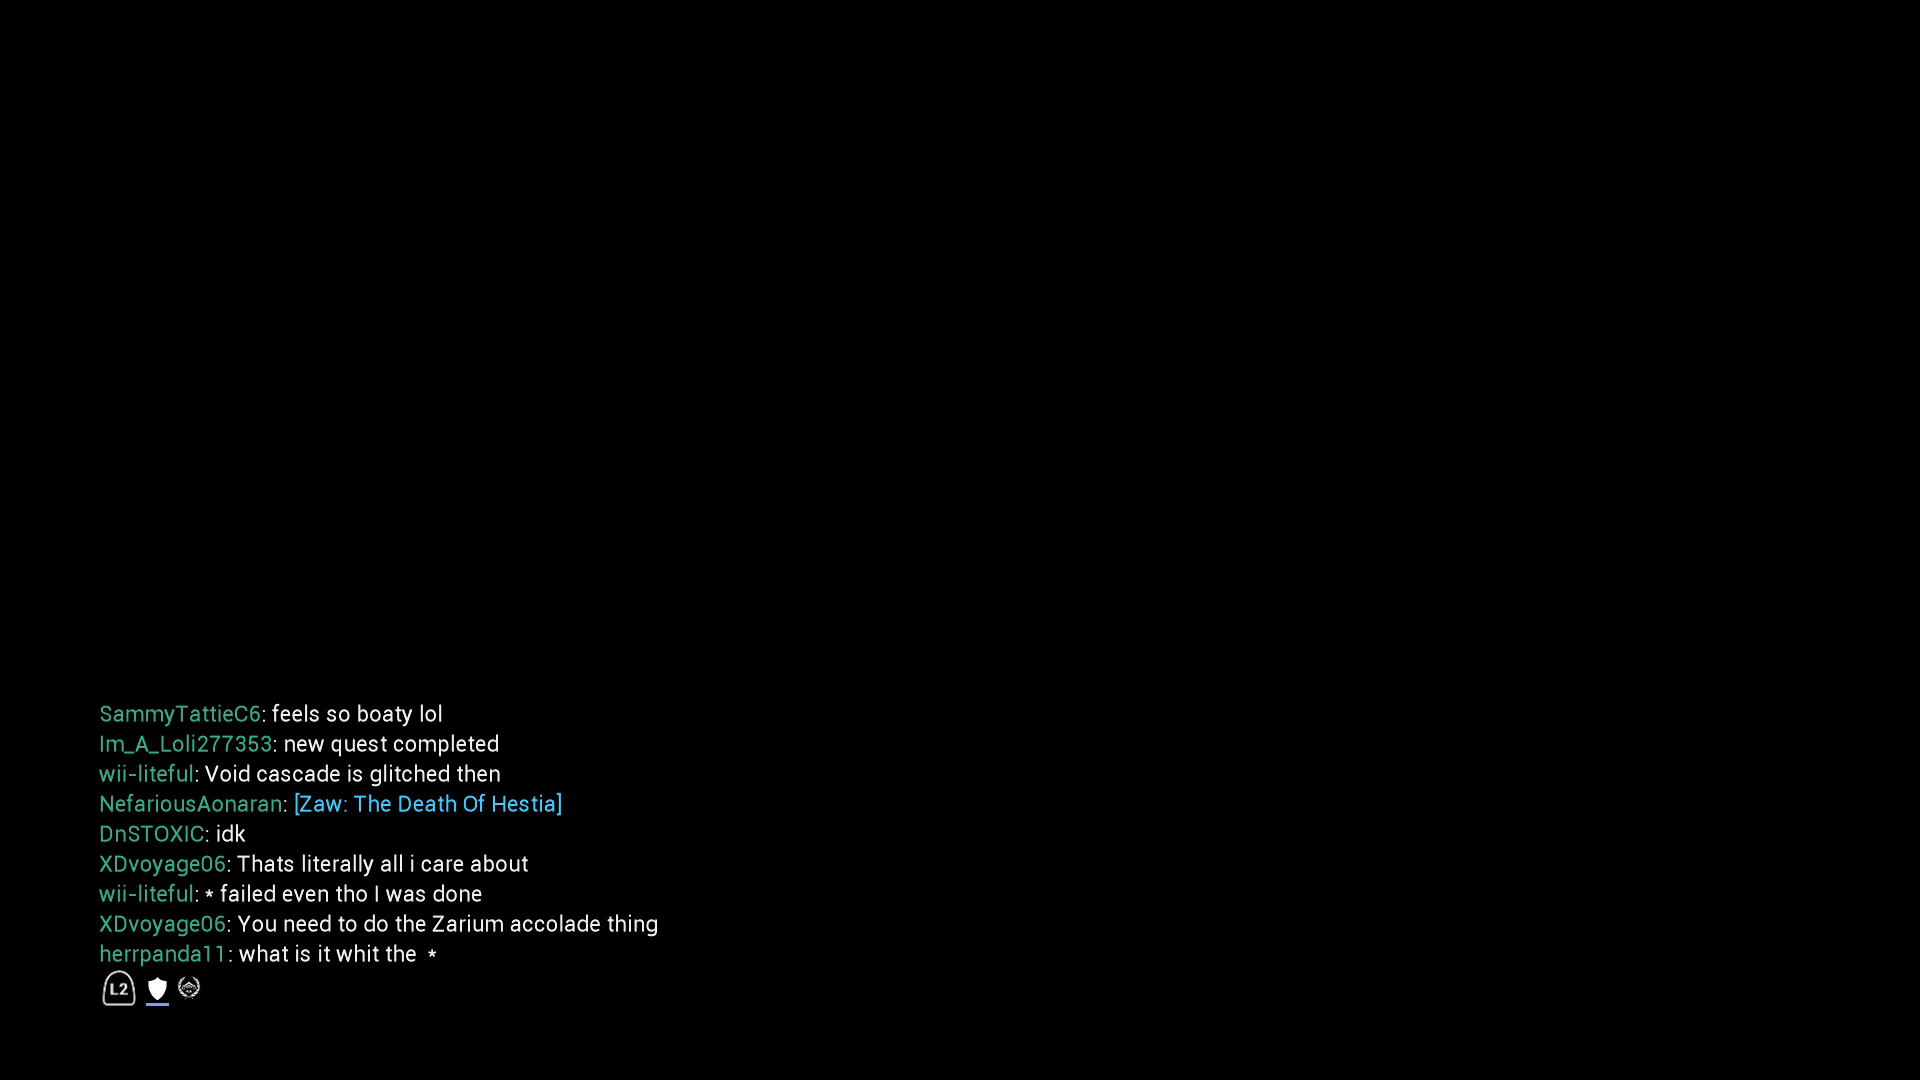 SammyTattieC6: feels so boaty lol
Im_A_Loli277353: new quest completed
wii-liteful: Void cascade is glitched then
NefariousAonaran: [Zaw: The Death Of Hestia]
DnSTOXIC: idk
XDvoyage06: Thats literally all i care about
wii-liteful: * failed even tho I was done
XDvoyage06: You need to do the Zarium accolade thing
herrpanda11: what is it whit the  *
L2